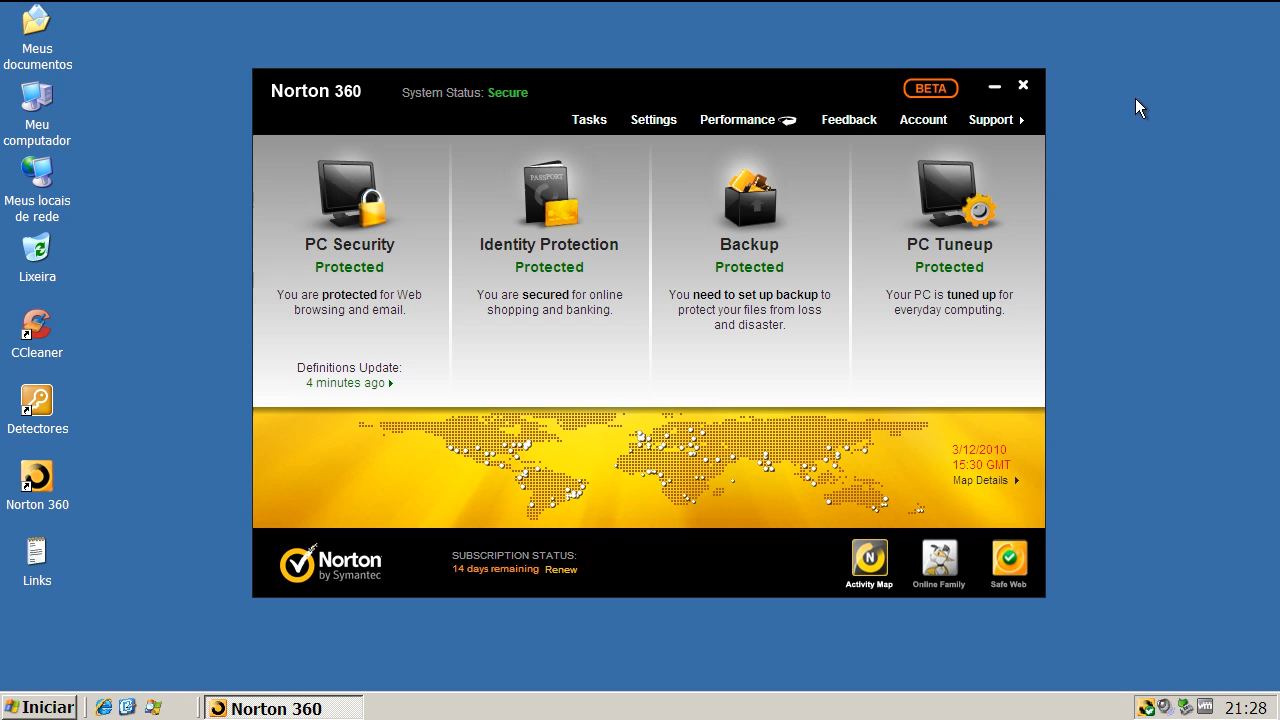 Meus
documentos
Meu
computador
Meus locais
de rede
Lixeira
CCleaner
Detectores
Norton 360
Links
Norton 360
System Status: Secure
BETA
Tasks
Settings
Performance
Feedback
Account
Support
PASSPORT
PC Security
Protected
You are protected for Web
browsing and email.
Definitions Update:
4 minutes ago
Identity Protection
Protected
You are secured for online
shopping and banking.
Backup
Protected
You need to set up backup to
protect your files from loss
and disaster.
PC Tuneup
Protected
Your PC is tuned up for
everyday computing.
3/12/2010
15:30 GMT
Map Details
Norton
by Symantec
SUBSCRIPTION STATUS:
14 days remaining Renew
N
Activity Map
Online Family
Safe Web
Iniciar
Norton 360
vm
21:28